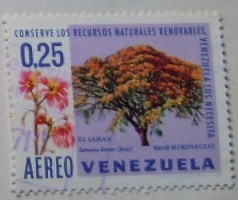 CONSERVE LOS RECURSOS NATURALES RENOVABLES,
VENEZUELA LOS NECESITA
0,25
EL SAMAN
Samanea Saman (Jacq.) Merrill MIMOSACEAE
AEREO VENEZUELA